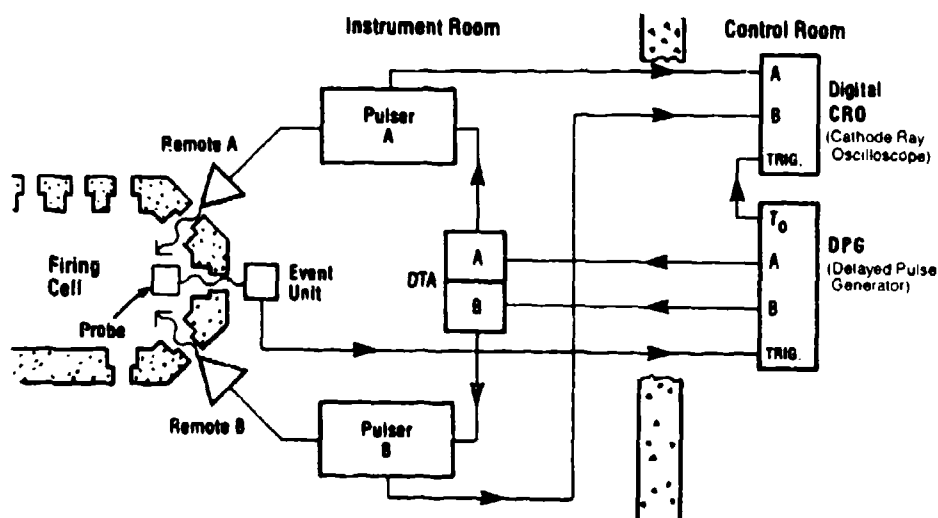 Instrument Room
Control Room
Pulser
A
Remote A
A
B
TRIG.
Digital
CRO
(Cathode Ray
Oscilloscope)
Firing
Cell
Probe
Event
Unit
DTA
A
B
T0
A
B
TRIG.
DPG
(Delayed Pulse
Generator)
Remote B
Pulser
B